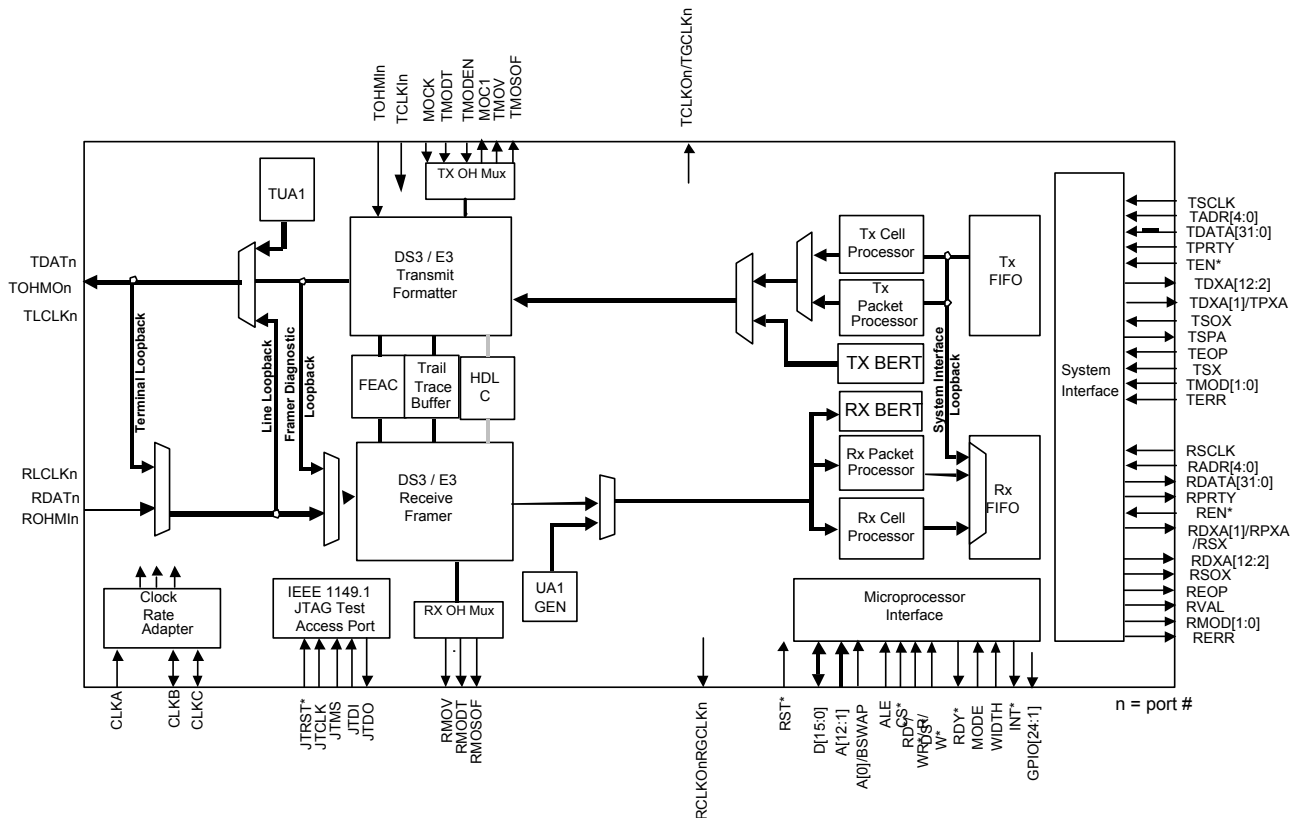 TOHMIn
TCLKIn
MOCK
TMODT
TMODEN
MOC1
TMOV
TMOSOF
TCLKOn/TGCLKn
TX OH Mux
TUA1
DS3 / E3
Transmit
Formatter
Tx Cell
Processor
Tx
Packet
Processor
TX BERT
Tx
FIFO
System
Interface
TDATn
TOHMOn
TLCLKn
TSCLK
TADR[4:0]
TDATA[31:0]
TPRTY
TEN*
TDXA[12:2]
TDXA[1]/TPXA
TSOX
TSPA
TEOP
TSX
TMOD[1:0]
TERR
Terminal Loopback
Line Loopback
Framer Diagnostic
Loopback
FEAC
Trail
Trace
Buffer
HDL
C
System Interface
Loopback
RX BERT
Rx Packet
Processor
Rx Cell
Processor
Rx
FIFO
RLCLKn
RDATn
ROHMIn
DS3 / E3
Receive
Framer
RSCLK
RADR[4:0]
RDATA[31:0]
RPRTY
REN*
RDXA[1]/RPXA
/RSX
RDXA[12:2]
RSOX
REOP
RVAL
RMOD[1:0]
RERR
Clock
Rate
Adapter
IEEE 1149.1
JTAG Test
Access Port
RX OH Mux
UA1
GEN
Microprocessor
Interface
CLKA
CLKB
CLKC
JTRST*
JTCLK
JTMS
JTDI
JTDO
RMOV
RMODT
RMOSOF
RCLKOnRGCLKn
RST*
D[15:0]
A[12:1]
A[0]/BSWAP
ALE
CS*
RD*/
DS*
WR*/R/
W*
RDY*
MODE
WIDTH
INT*
GPIO[24:1]
n = port #